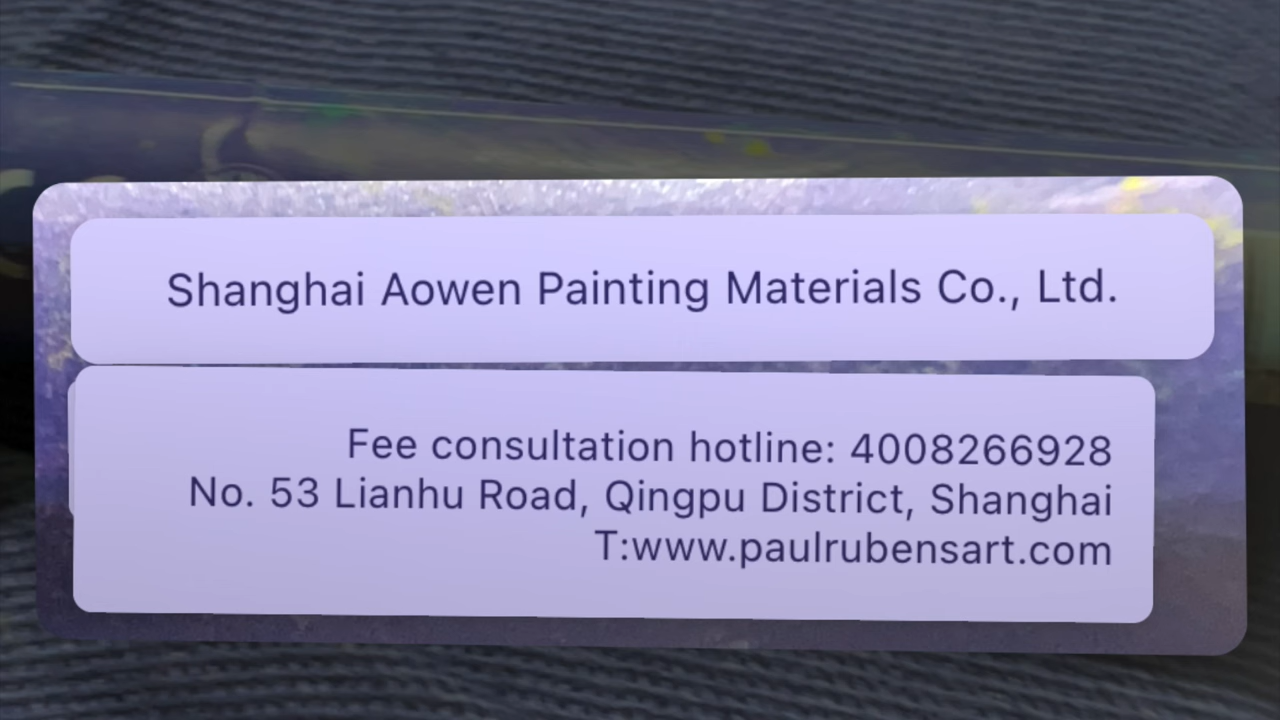 Shanghai Aowen Painting Materials Co., Ltd.
Fee consultation hotline: 4008266928
No. 53 Lianhu Road, Qingpu District, Shanghai
T:www.paulrubensart.com